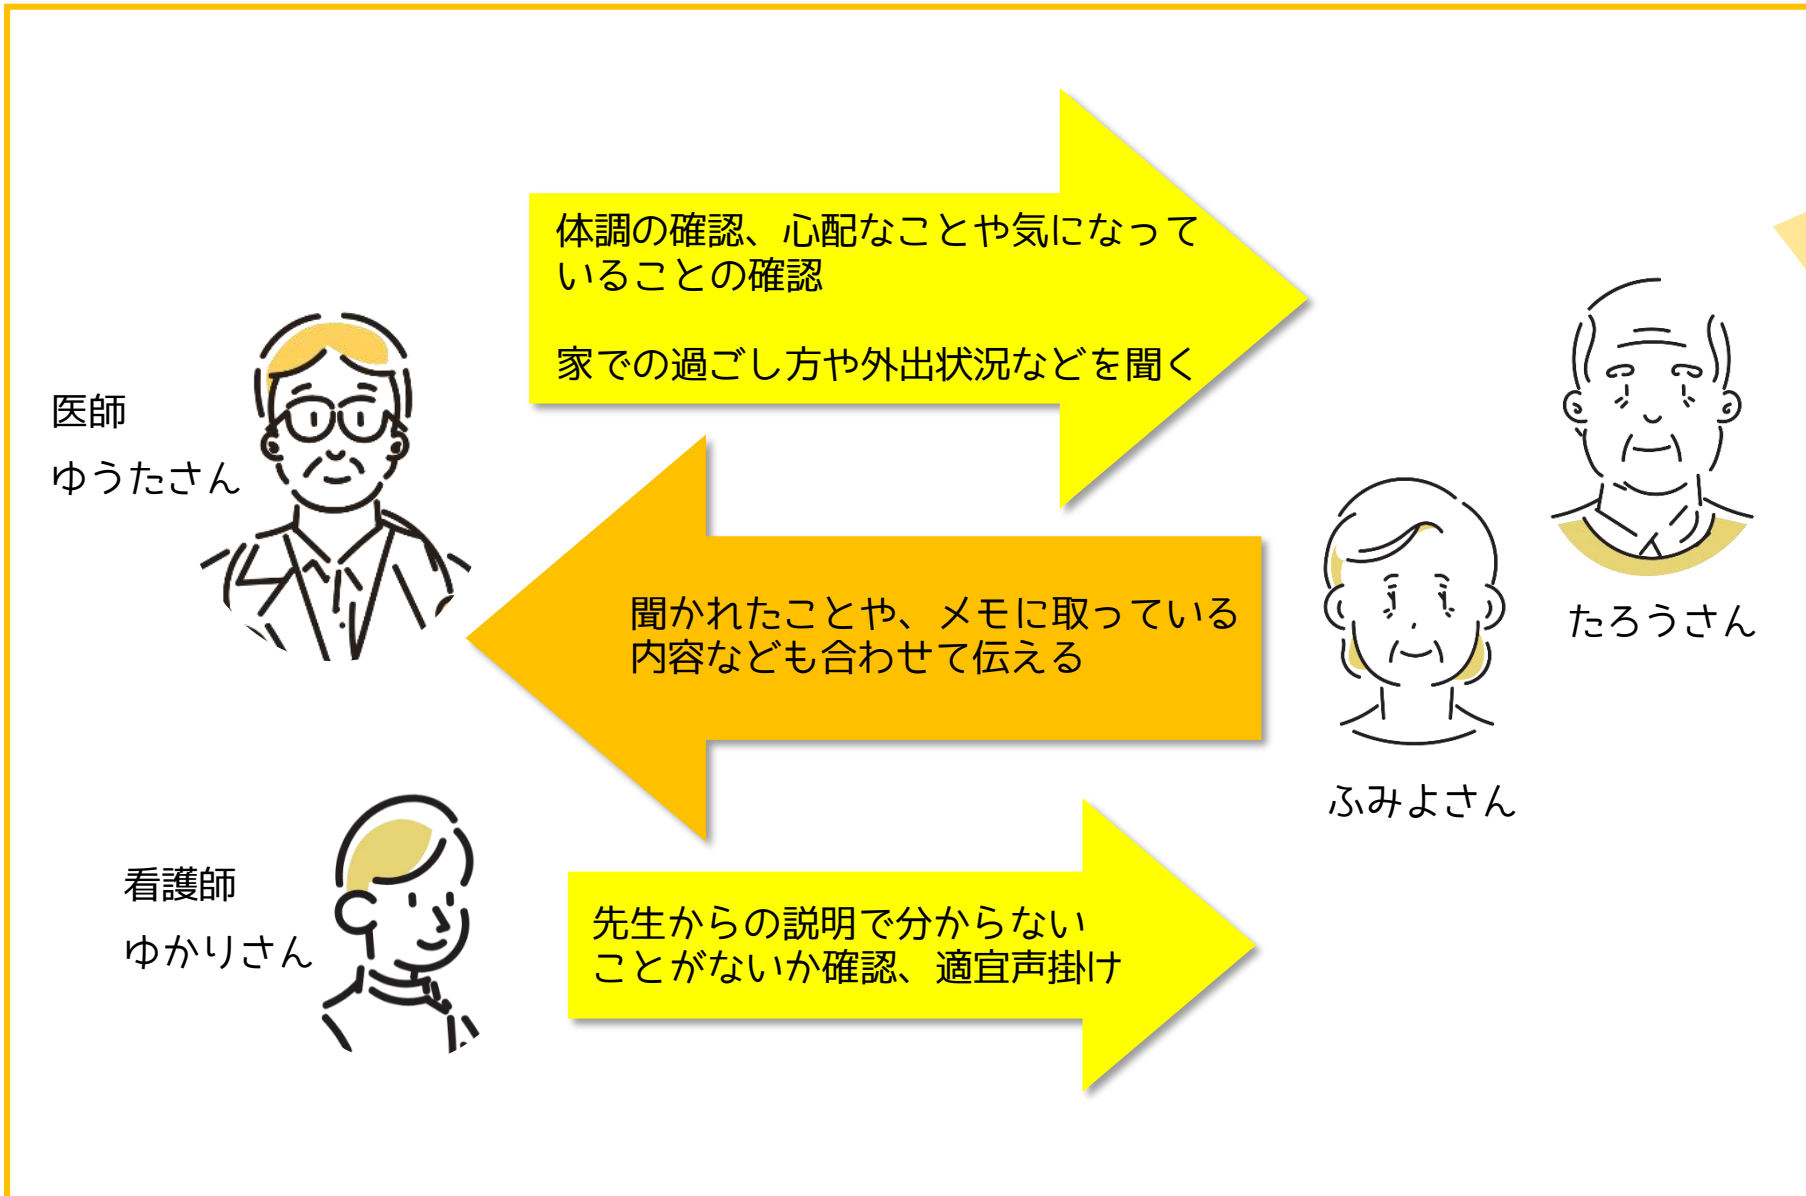 体調の確認、心配なことや気になって
いることの確認
家での過ごし方や外出状況などを聞く
医師
ゆうたさん
聞かれたことや、メモに取っている
内容なども合わせて伝える
たろうさん
ふみよさん
看護師
ゆかりさん
先生からの説明で分からない
ことがないか確認、適宜声掛け